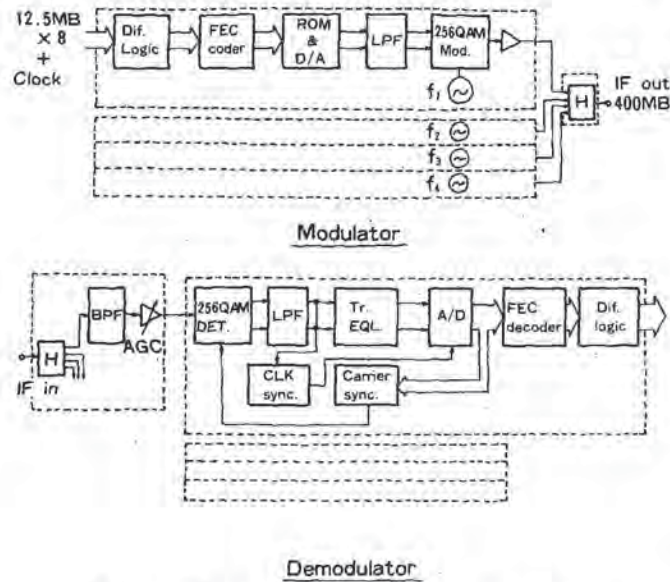 12.5MB
× 8
+
Clock
Dif.
Logic
FEC
coder
ROM
&
D/A
LPF
256QAM
Mod.
f₁
f₂
f₃
f₄
H
IF out
400MB
Modulator
IF in
H
BPF
AGC
256QAM
DET.
LPF
Tr.
EQL.
A/D
FEC
decoder
Dif.
logic
CLK
sync.
Carrier
sync.
Demodulator